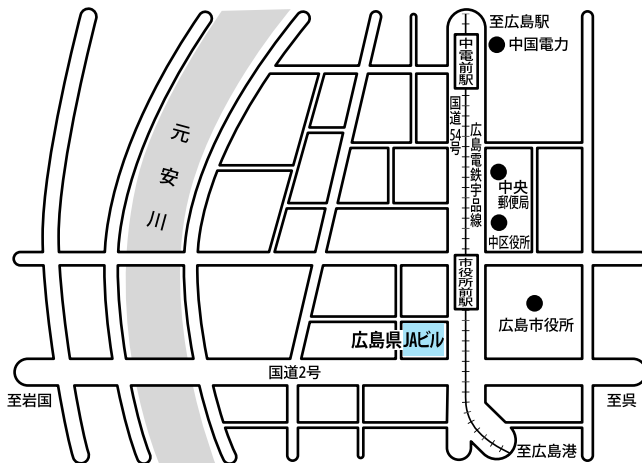 至広島駅
中国電力
中電前駅
国道54号
広島電鉄宇品線
元安川
中央
郵便局
中区役所
市役所前駅
広島市役所
広島県JAビル
国道2号
至岩国
至呉
至広島港